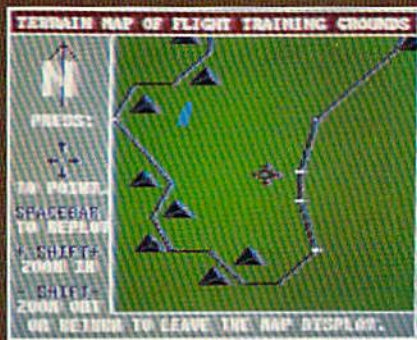 TERRAIN MAP OF FLIGHT TRAINING GROUNDS
N
PRESS:
TO POINT.
SPACEBAR
TO REPLOT
+ SHIFT+
ZOOM IN
- SHIFT-
ZOOM OUT
OR RETURN TO LEAVE THE MAP DISPLAY.